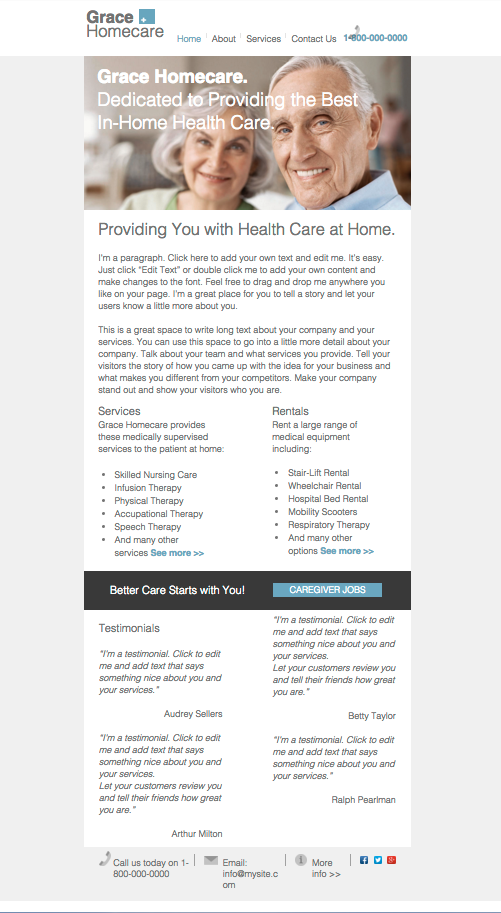 Grace
Homecare
Home
About
Services
Contact Us
1-800-000-0000
Grace Homecare.
Dedicated to Providing the Best
In-Home Health Care.
Providing You with Health Care at Home.
I'm a paragraph. Click here to add your own text and edit me. It's easy.
Just click "Edit Text" or double click me to add your own content and
make changes to the font. Feel free to drag and drop me anywhere you
like on your page. I'm a great place for you to tell a story and let your
users know a little more about you.
This is a great space to write long text about your company and your
services. You can use this space to go into a little more detail about your
company. Talk about your team and what services you provide. Tell your
visitors the story of how you came up with the idea for your business and
what makes you different from your competitors. Make your company
stand out and show your visitors who you are.
Services
Grace Homecare provides
these medically supervised
services to the patient at home:
• Skilled Nursing Care
• Infusion Therapy
• Physical Therapy
• Accupational Therapy
• Speech Therapy
• And many other
services See more >>
Rentals
Rent a large range of
medical equipment
including:
• Stair-Lift Rental
• Wheelchair Rental
• Hospital Bed Rental
• Mobility Scooters
• Respiratory Therapy
• And many other
options See more >>
Better Care Starts with You!
CAREGIVER JOBS
Testimonials
"I'm a testimonial. Click to edit
me and add text that says
something nice about you and
your services."
Audrey Sellers
"I'm a testimonial. Click to edit
me and add text that says
something nice about you and
your services.
Let your customers review you
and tell their friends how great
you are."
Arthur Milton
"I'm a testimonial. Click to edit
me and add text that says
something nice about you and
your services.
Let your customers review you
and tell their friends how great
you are."
Betty Taylor
"I'm a testimonial. Click to edit
me and add text that says
something nice about you and
your services."
Ralph Pearlman
Call us today on 1-
800-000-0000
Email:
info@mysite.c
om
More
info >>